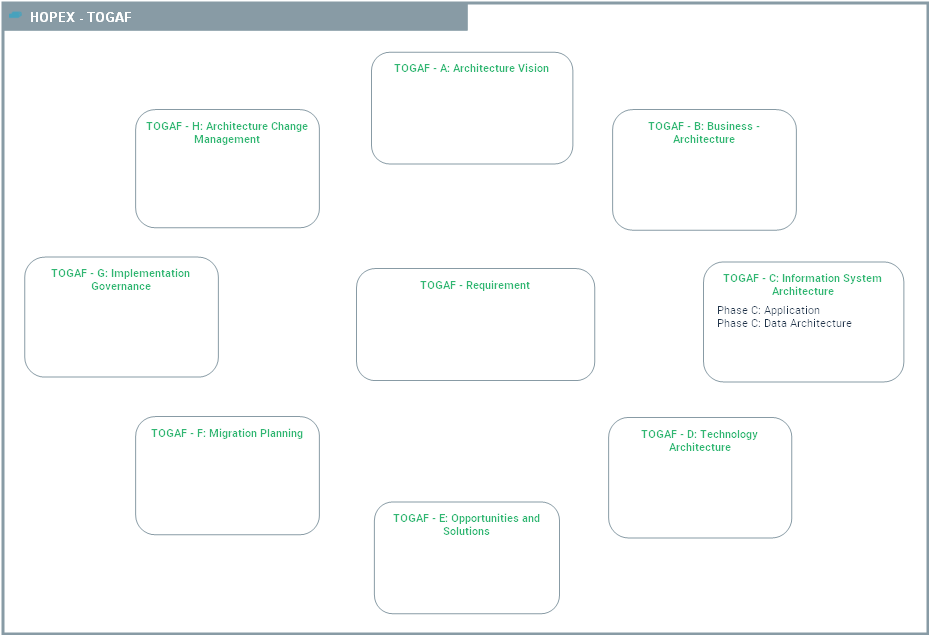 HOPEX - TOGAF
TOGAF - A: Architecture Vision
TOGAF - H: Architecture Change
Management
TOGAF - B: Business -
Architecture
TOGAF - G: Implementation
Governance
TOGAF - Requirement
TOGAF - C: Information System
Architecture
Phase C: Application
Phase C: Data Architecture
TOGAF - F: Migration Planning
TOGAF - D: Technology
Architecture
TOGAF - E: Opportunities and
Solutions